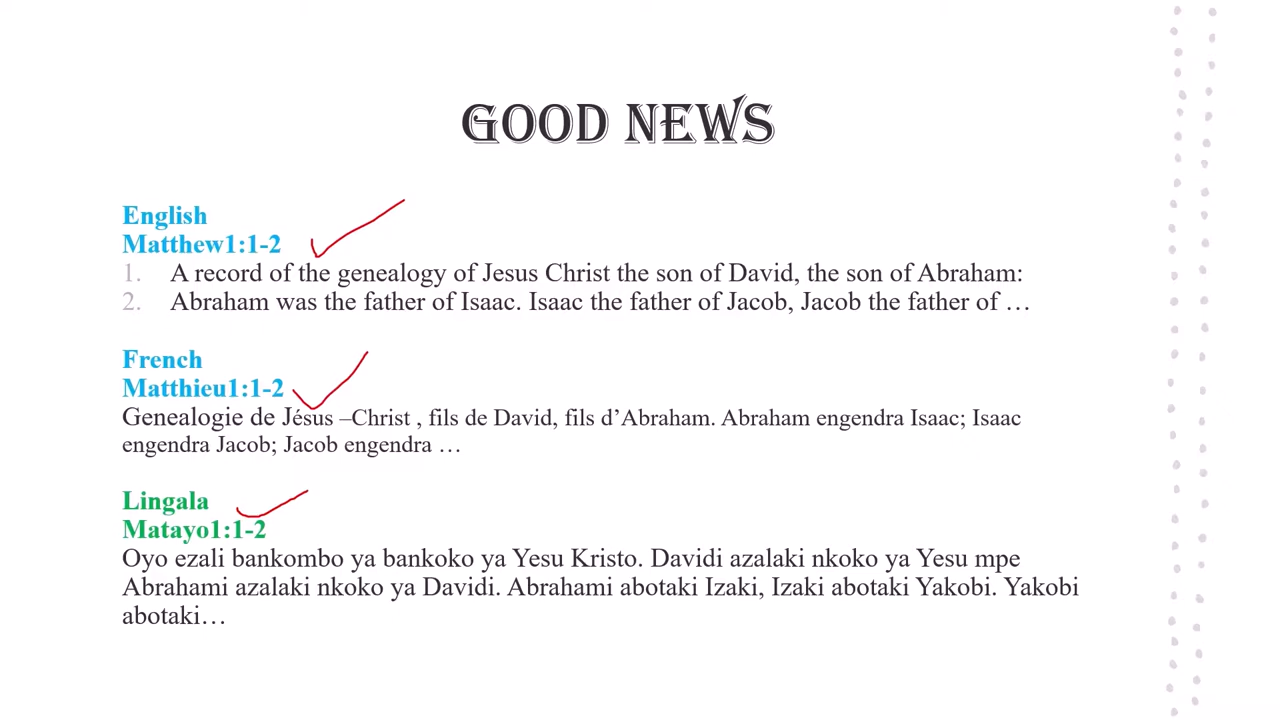 GOOD NEWS
English
Matthew1:1-2
1. A record of the genealogy of Jesus Christ the son of David, the son of Abraham:
2. Abraham was the father of Isaac. Isaac the father of Jacob, Jacob the father of …
French
Matthieu1:1-2
Genealogie de Jésus –Christ , fils de David, fils d’Abraham. Abraham engendra Isaac; Isaac
engendra Jacob; Jacob engendra …
Lingala
Matayo1:1-2
Oyo ezali bankombo ya bankoko ya Yesu Kristo. Davidi azalaki nkoko ya Yesu mpe
Abrahami azalaki nkoko ya Davidi. Abrahami abotaki Izaki, Izaki abotaki Yakobi. Yakobi
abotaki…